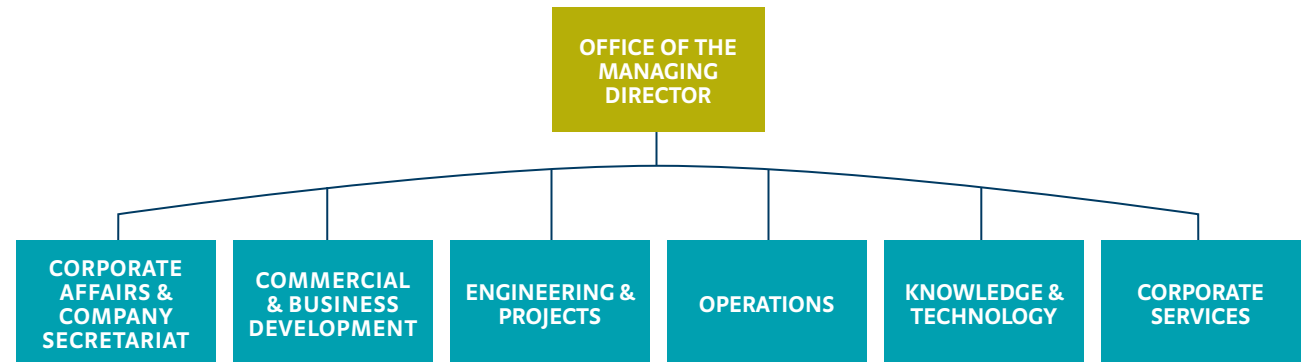 OFFICE OF THE
MANAGING
DIRECTOR
CORPORATE
AFFAIRS &
COMPANY
SECRETARIAT
COMMERCIAL
& BUSINESS
DEVELOPMENT
ENGINEERING &
PROJECTS
OPERATIONS
KNOWLEDGE &
TECHNOLOGY
CORPORATE
SERVICES